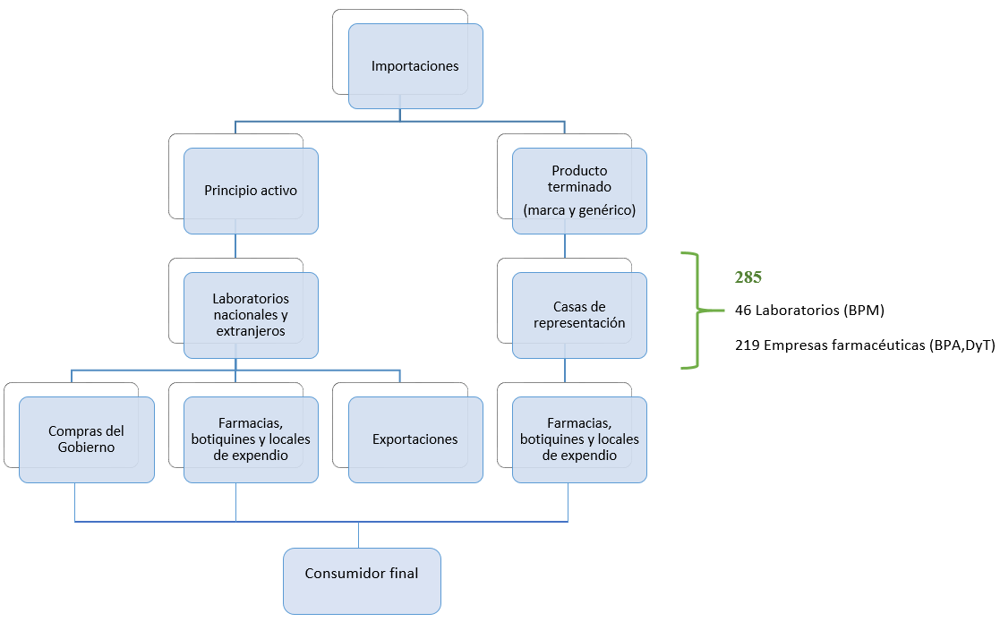 Importaciones
Principio activo
Producto
terminado
(marca y genérico)
Laboratorios
nacionales y
extranjeros
Casas de
representación
285
46 Laboratorios (BPM)
219 Empresas farmacéuticas (BPA,DyT)
Compras del
Gobierno
Farmacias,
botiquines y locales
de expendio
Exportaciones
Farmacias,
botiquines y locales
de expendio
Consumidor final